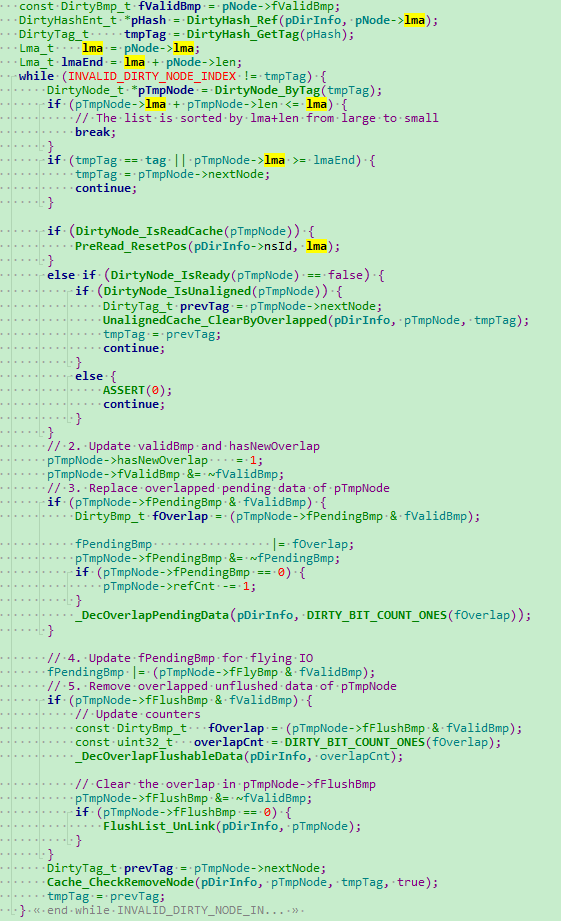 const DirtyBmp_t fValidBmp = pNode->fValidBmp;
DirtyHashEnt_t *pHash = DirtyHash_Ref(pDirInfo, pNode->lma);
DirtyTag_t     tmpTag = DirtyHash_GetTag(pHash);
Lma_t   lma = pNode->lma;
Lma_t lmaEnd = lma + pNode->len;
while (INVALID_DIRTY_NODE_INDEX != tmpTag) {
    DirtyNode_t *pTmpNode = DirtyNode_ByTag(tmpTag);
    if (pTmpNode->lma + pTmpNode->len <= lma) {
        // The list is sorted by lma+len from large to small
        break;
    }
    if (tmpTag == tag || pTmpNode->lma >= lmaEnd) {
        tmpTag = pTmpNode->nextNode;
        continue;
    }

    if (DirtyNode_IsReadCache(pTmpNode)) {
        PreRead_ResetPos(pDirInfo->nsId, lma);
    }
    else if (DirtyNode_IsReady(pTmpNode) == false) {
        if (DirtyNode_IsUnaligned(pTmpNode)) {
            DirtyTag_t prevTag = pTmpNode->nextNode;
            UnalignedCache_ClearByOverlapped(pDirInfo, pTmpNode, tmpTag);
            tmpTag = prevTag;
            continue;
        }
        else {
            ASSERT(0);
            continue;
        }
    }
    // 2. Update validBmp and hasNewOverlap
    pTmpNode->hasNewOverlap    = 1;
    pTmpNode->fValidBmp &= ~fValidBmp;
    // 3. Replace overlapped pending data of pTmpNode
    if (pTmpNode->fPendingBmp & fValidBmp) {
        DirtyBmp_t fOverlap = (pTmpNode->fPendingBmp & fValidBmp);

        fPendingBmp           |= fOverlap;
        pTmpNode->fPendingBmp &= ~fPendingBmp;
        if (pTmpNode->fPendingBmp == 0) {
            pTmpNode->refCnt -= 1;
        }
        _DecOverlapPendingData(pDirInfo, DIRTY_BIT_COUNT_ONES(fOverlap));
    }

    // 4. Update fPendingBmp for flying IO
    fPendingBmp |= (pTmpNode->fFlyBmp & fValidBmp);
    // 5. Remove overlapped unflushed data of pTmpNode
    if (pTmpNode->fFlushBmp & fValidBmp) {
        // Update counters
        const DirtyBmp_t   fOverlap = (pTmpNode->fFlushBmp & fValidBmp);
        const uint32_t   overlapCnt = DIRTY_BIT_COUNT_ONES(fOverlap);
        _DecOverlapFlushableData(pDirInfo, overlapCnt);

        // Clear the overlap in pTmpNode->fFlushBmp
        pTmpNode->fFlushBmp &= ~fValidBmp;
        if (pTmpNode->fFlushBmp == 0) {
            FlushList_UnLink(pDirInfo, pTmpNode);
        }
    }
    DirtyTag_t prevTag = pTmpNode->nextNode;
    Cache_CheckRemoveNode(pDirInfo, pTmpNode, tmpTag, true);
    tmpTag = prevTag;
} « end while INVALID_DIRTY_NODE_IN... »